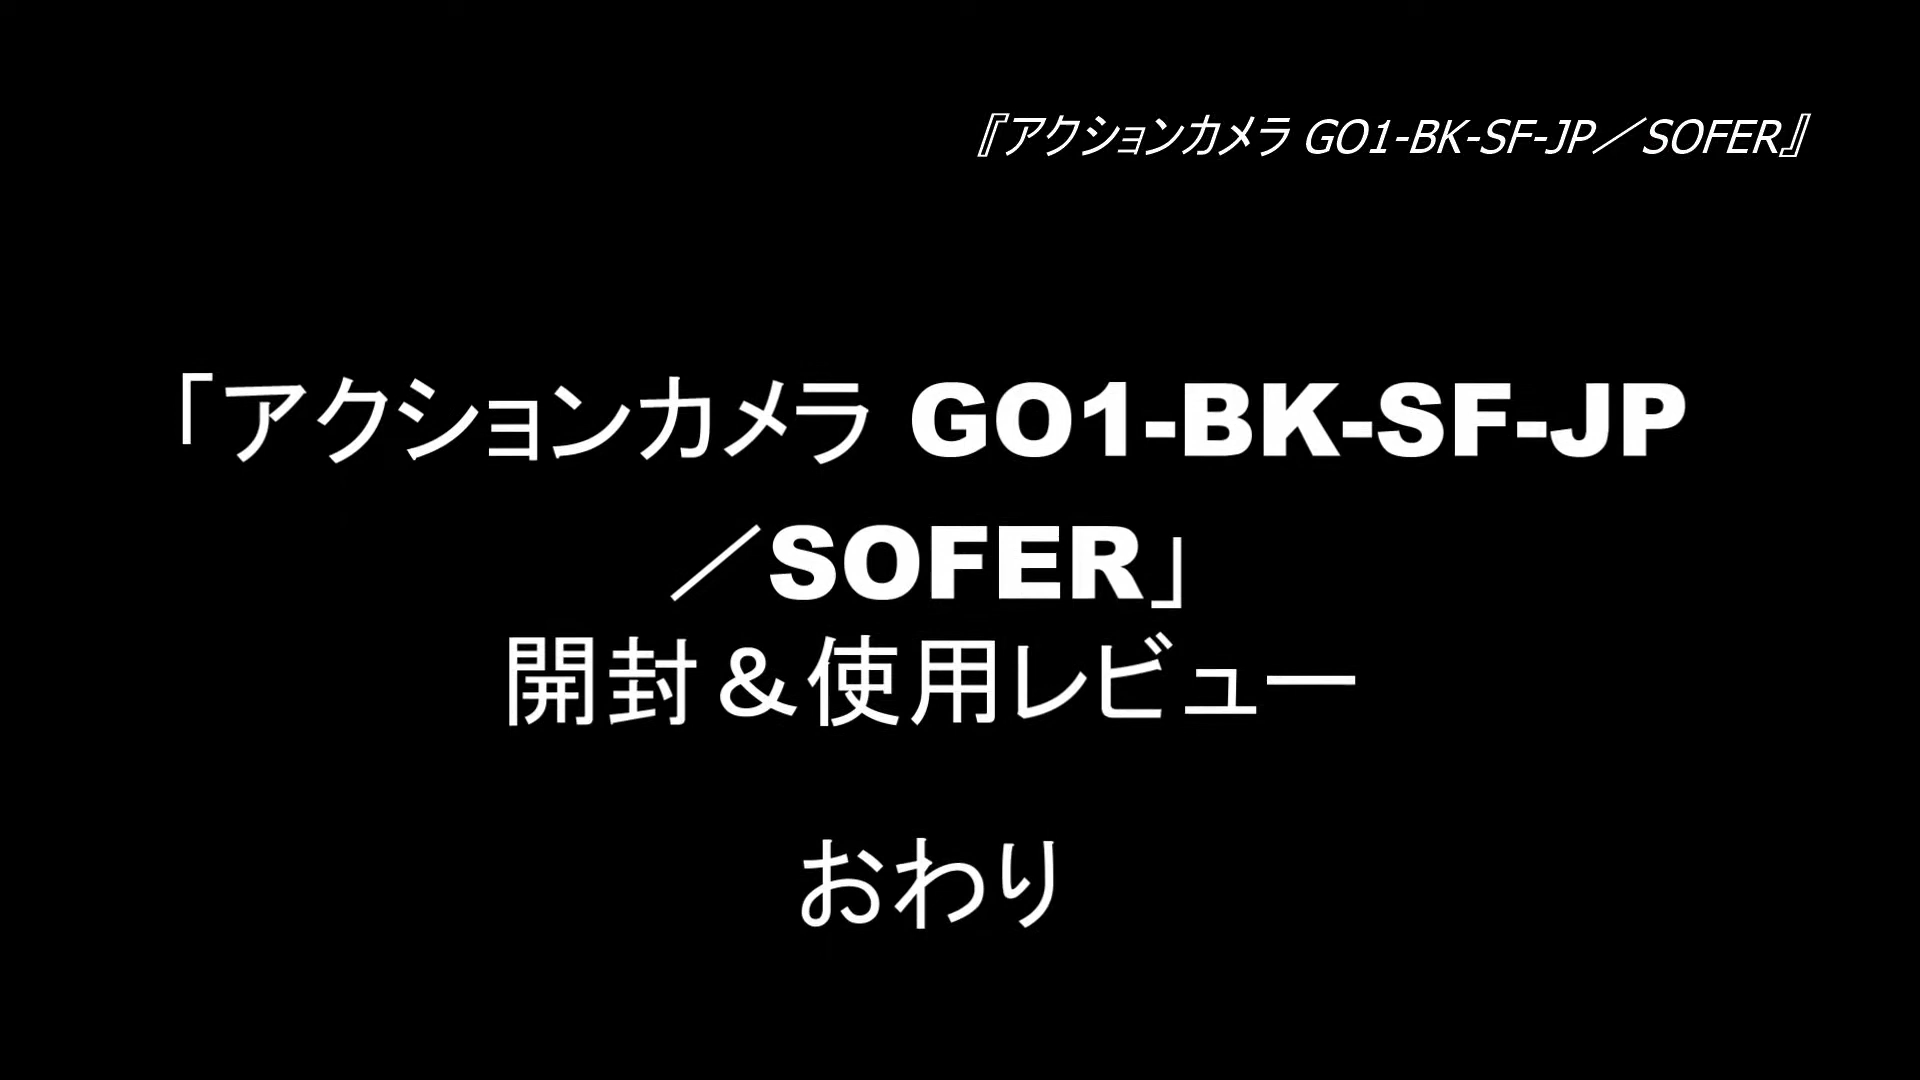 『アクションカメラ GO1-BK-SF-JP／SOFER』
「アクションカメラ GO1-BK-SF-JP
／SOFER」
開封＆使用レビュー
おわり